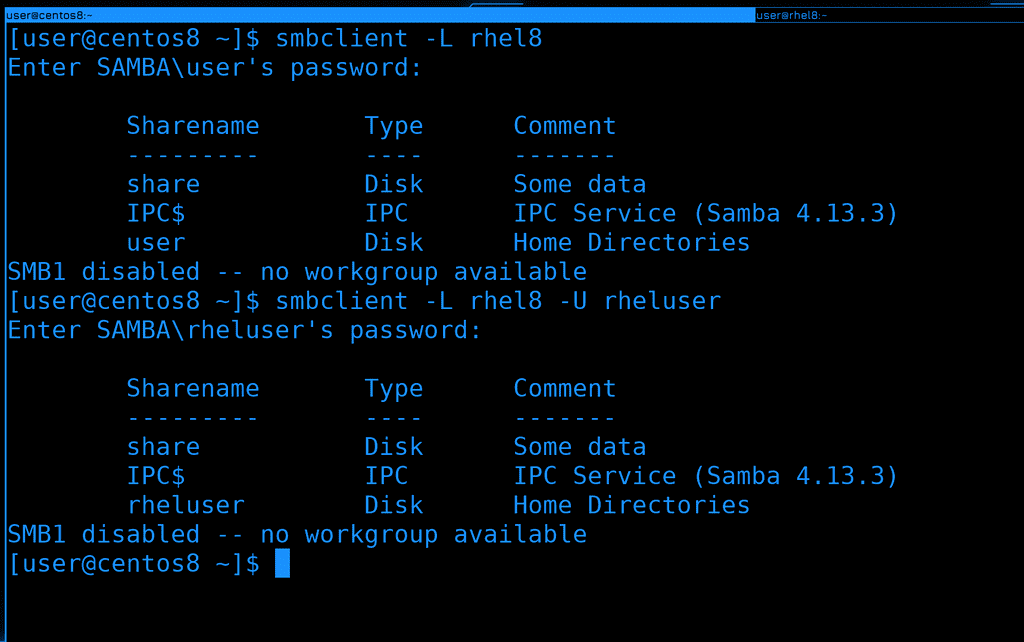 user@centos8:~ user@rhel8:~
[user@centos8 ~]$ smbclient -L rhel8
Enter SAMBA\user's password:
Sharename Type Comment
--------- ---- -------
share Disk Some data
IPC$ IPC IPC Service (Samba 4.13.3)
user Disk Home Directories
SMB1 disabled -- no workgroup available
[user@centos8 ~]$ smbclient -L rhel8 -U rheluser
Enter SAMBA\rheluser's password:
Sharename Type Comment
--------- ---- -------
share Disk Some data
IPC$ IPC IPC Service (Samba 4.13.3)
rheluser Disk Home Directories
SMB1 disabled -- no workgroup available
[user@centos8 ~]$